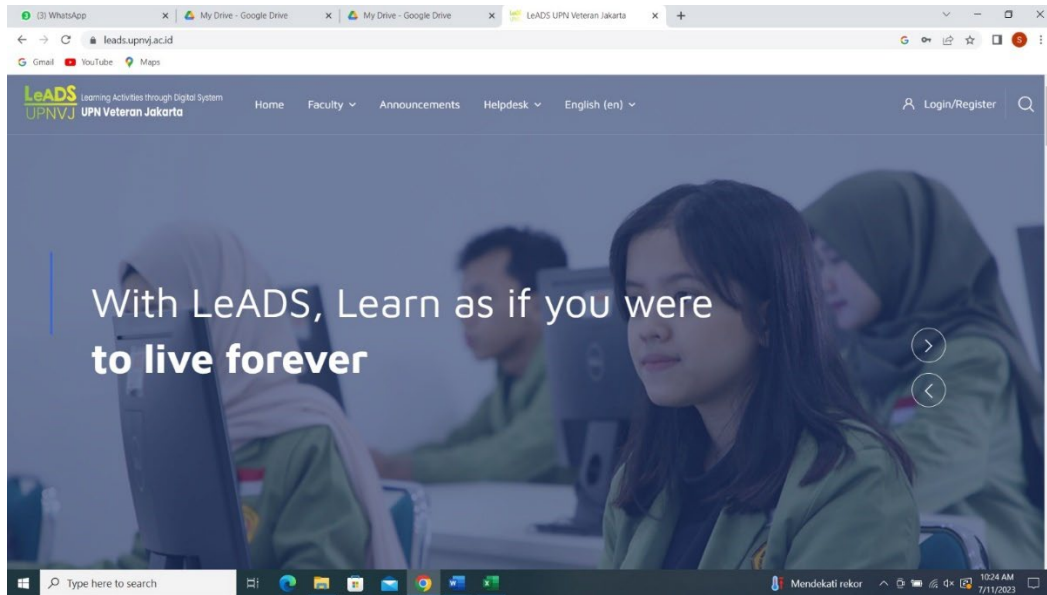 (3) WhatsApp
My Drive - Google Drive
My Drive - Google Drive
LeADS UPN Veteran Jakarta
leads.upnvj.ac.id
Gmail
YouTube
Maps
LeADS Learning Activities through Digital System
UPNVJ UPN Veteran Jakarta
Home
Faculty
Announcements
Helpdesk
English (en)
Login/Register
With LeADS, Learn as if you were
to live forever
Type here to search
Mendekati rekor
10:24 AM
7/11/2023